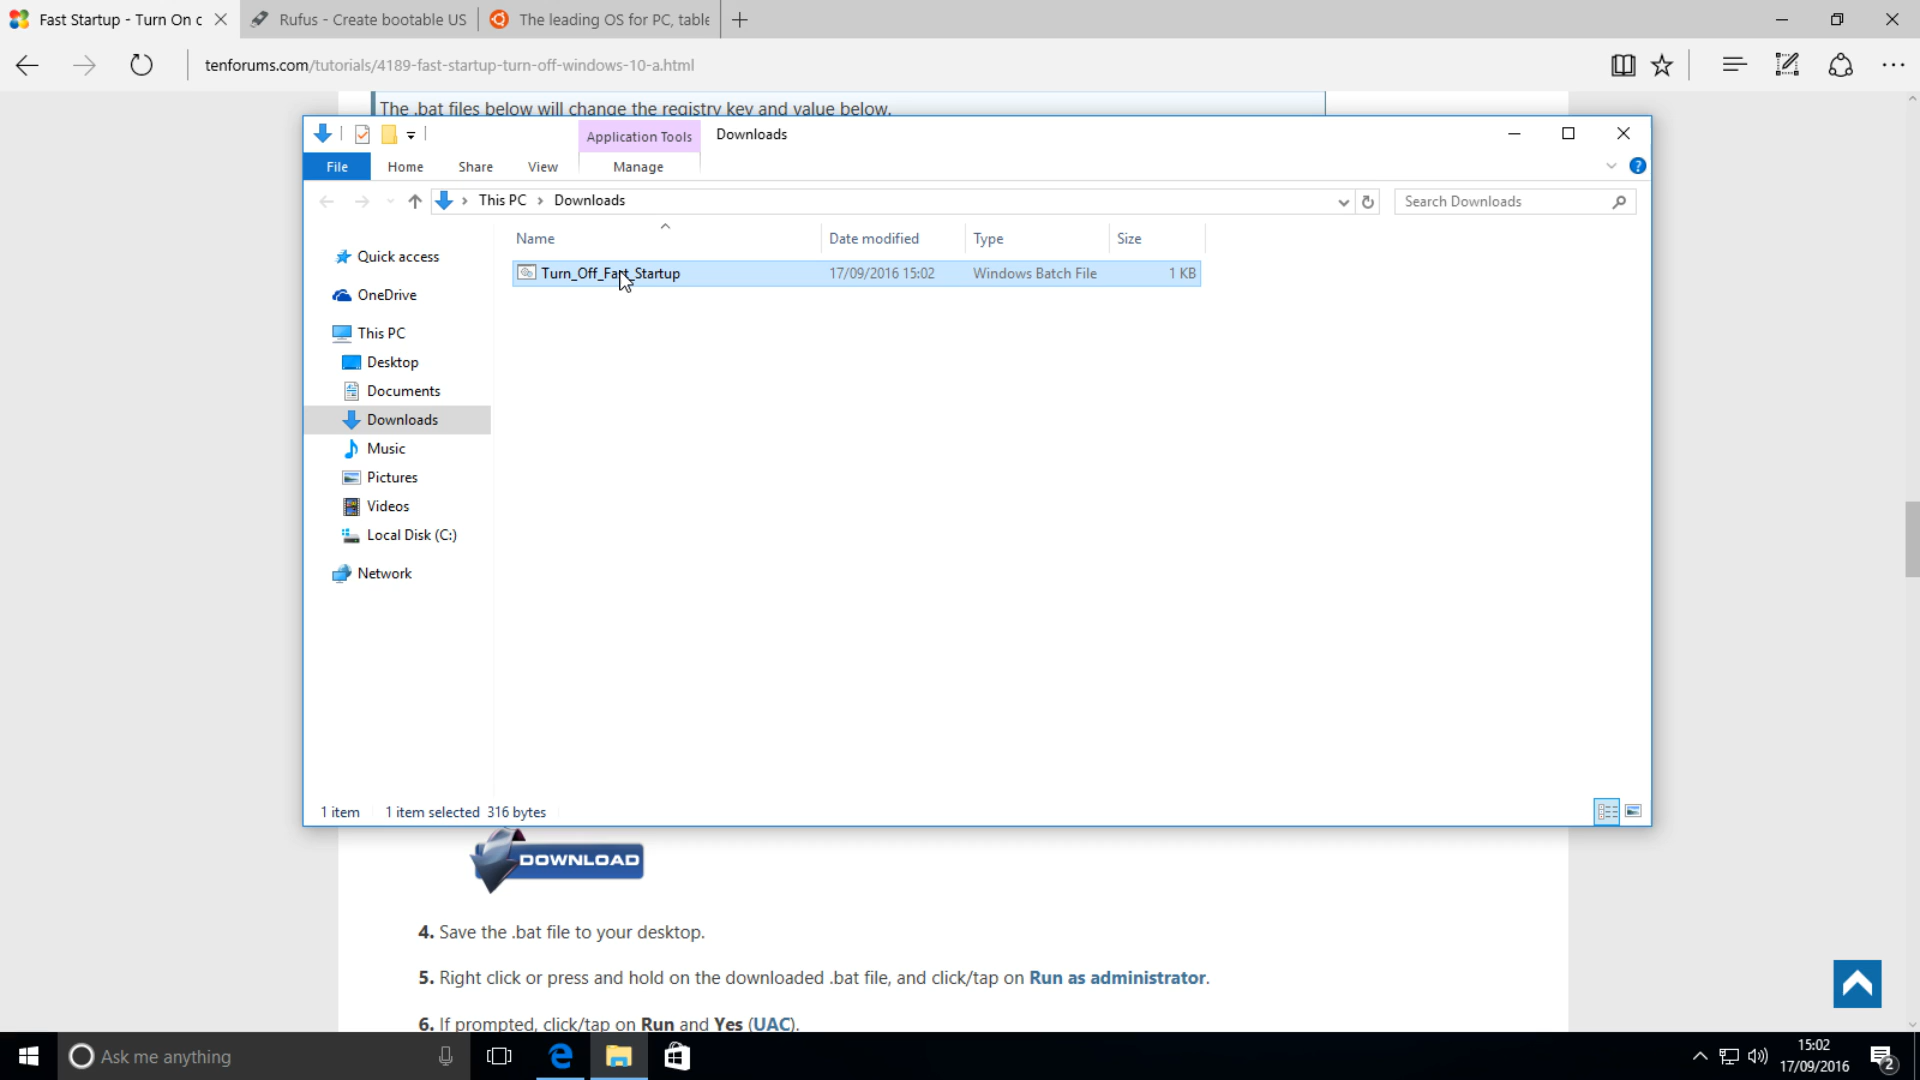 Fast Startup - Turn On c
Rufus - Create bootable US
The leading OS for PC, table
tenforums.com/tutorials/4189-fast-startup-turn-off-windows-10-a.html
The .bat files below will change the registry key and value below.
Application Tools
Downloads
File
Home
Share
View
Manage
This PC
Downloads
Search Downloads
Name
Date modified
Type
Size
Turn_Off_Fast_Startup
17/09/2016 15:02
Windows Batch File
1 KB
Quick access
OneDrive
This PC
Desktop
Documents
Downloads
Music
Pictures
Videos
Local Disk (C:)
Network
1 item
1 item selected 316 bytes
DOWNLOAD
4. Save the .bat file to your desktop.
5. Right click or press and hold on the downloaded .bat file, and click/tap on Run as administrator.
6. If prompted, click/tap on Run and Yes (UAC).
Ask me anything
15:02
17/09/2016
2